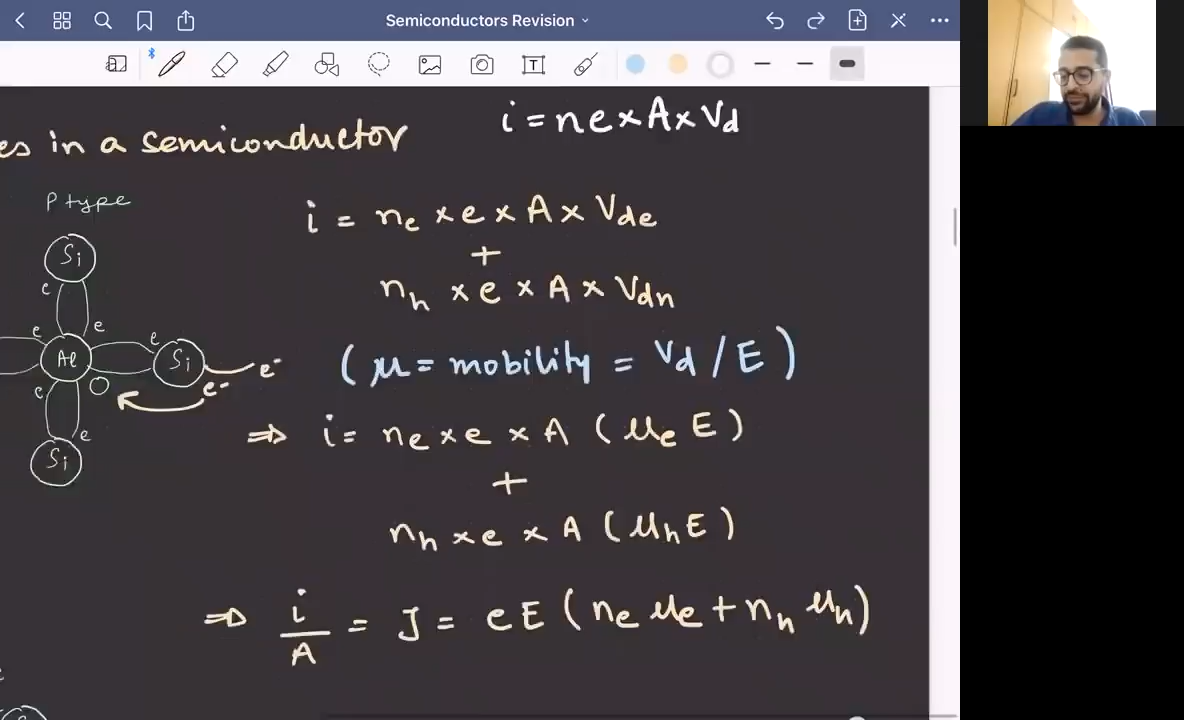 Semiconductors Revision
T
es in a semiconductor
i = ne×A×Vd
P type
Si
i = ne × e × A × Vde
+
nh × e × A × Vdh
e
e
e
e
Al
Si
e⁻
e⁻
(μ = mobility = Vd / E)
e
e
Si
⇒ i = ne × e × A (μe E)
+
nh × e × A (μh E)
⇒ i/A = J = eE (ne μe + nh μh)